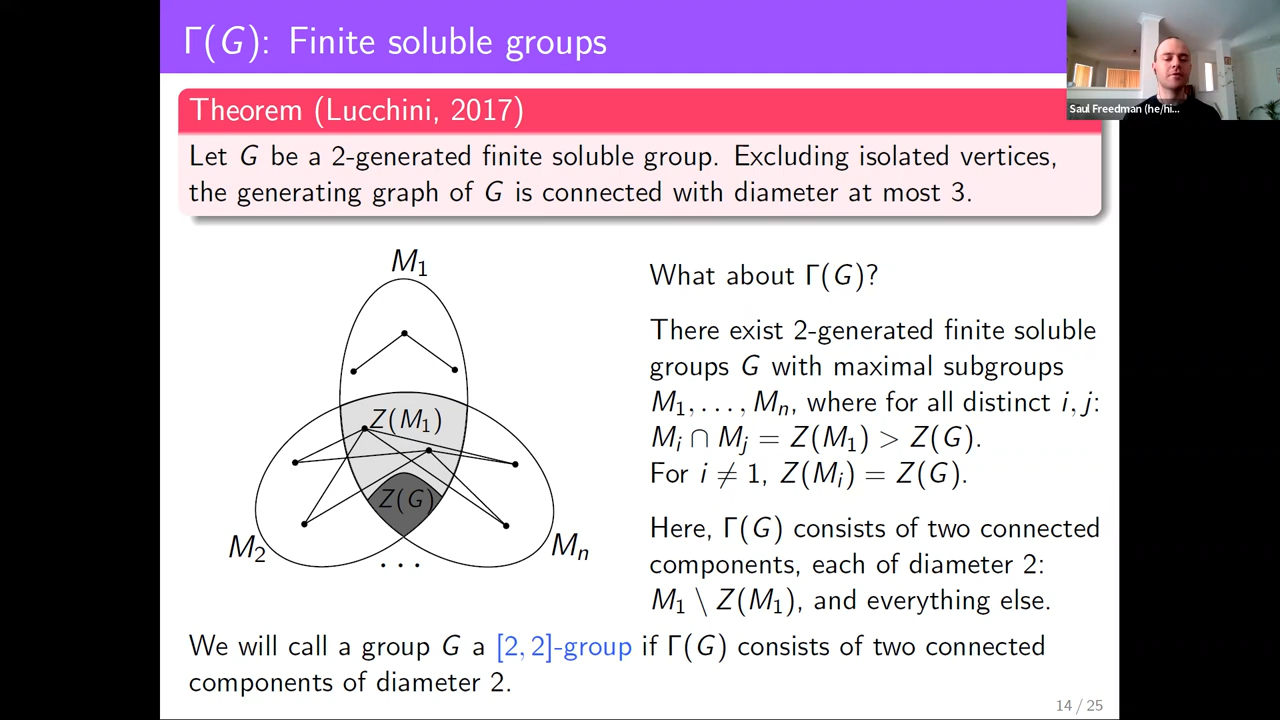 Γ(G): Finite soluble groups
Saul Freedman (he/hi...
Theorem (Lucchini, 2017)
Let G be a 2-generated finite soluble group. Excluding isolated vertices,
the generating graph of G is connected with diameter at most 3.
M₁
Z(M₁)
Z(G)
M₂
Mₙ
. . .
What about Γ(G)?
There exist 2-generated finite soluble
groups G with maximal subgroups
M₁, . . . , Mₙ, where for all distinct i, j:
Mᵢ ∩ Mⱼ = Z(M₁) > Z(G).
For i ≠ 1, Z(Mᵢ) = Z(G).
Here, Γ(G) consists of two connected
components, each of diameter 2:
M₁ \ Z(M₁), and everything else.
We will call a group G a [2, 2]-group if Γ(G) consists of two connected
components of diameter 2.
14 / 25